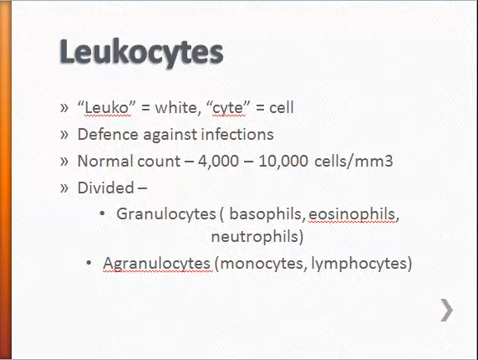 Leukocytes
» “Leuko” = white, “cyte” = cell
» Defence against infections
» Normal count – 4,000 – 10,000 cells/mm3
» Divided –
• Granulocytes ( basophils, eosinophils,
neutrophils)
• Agranulocytes (monocytes, lymphocytes)